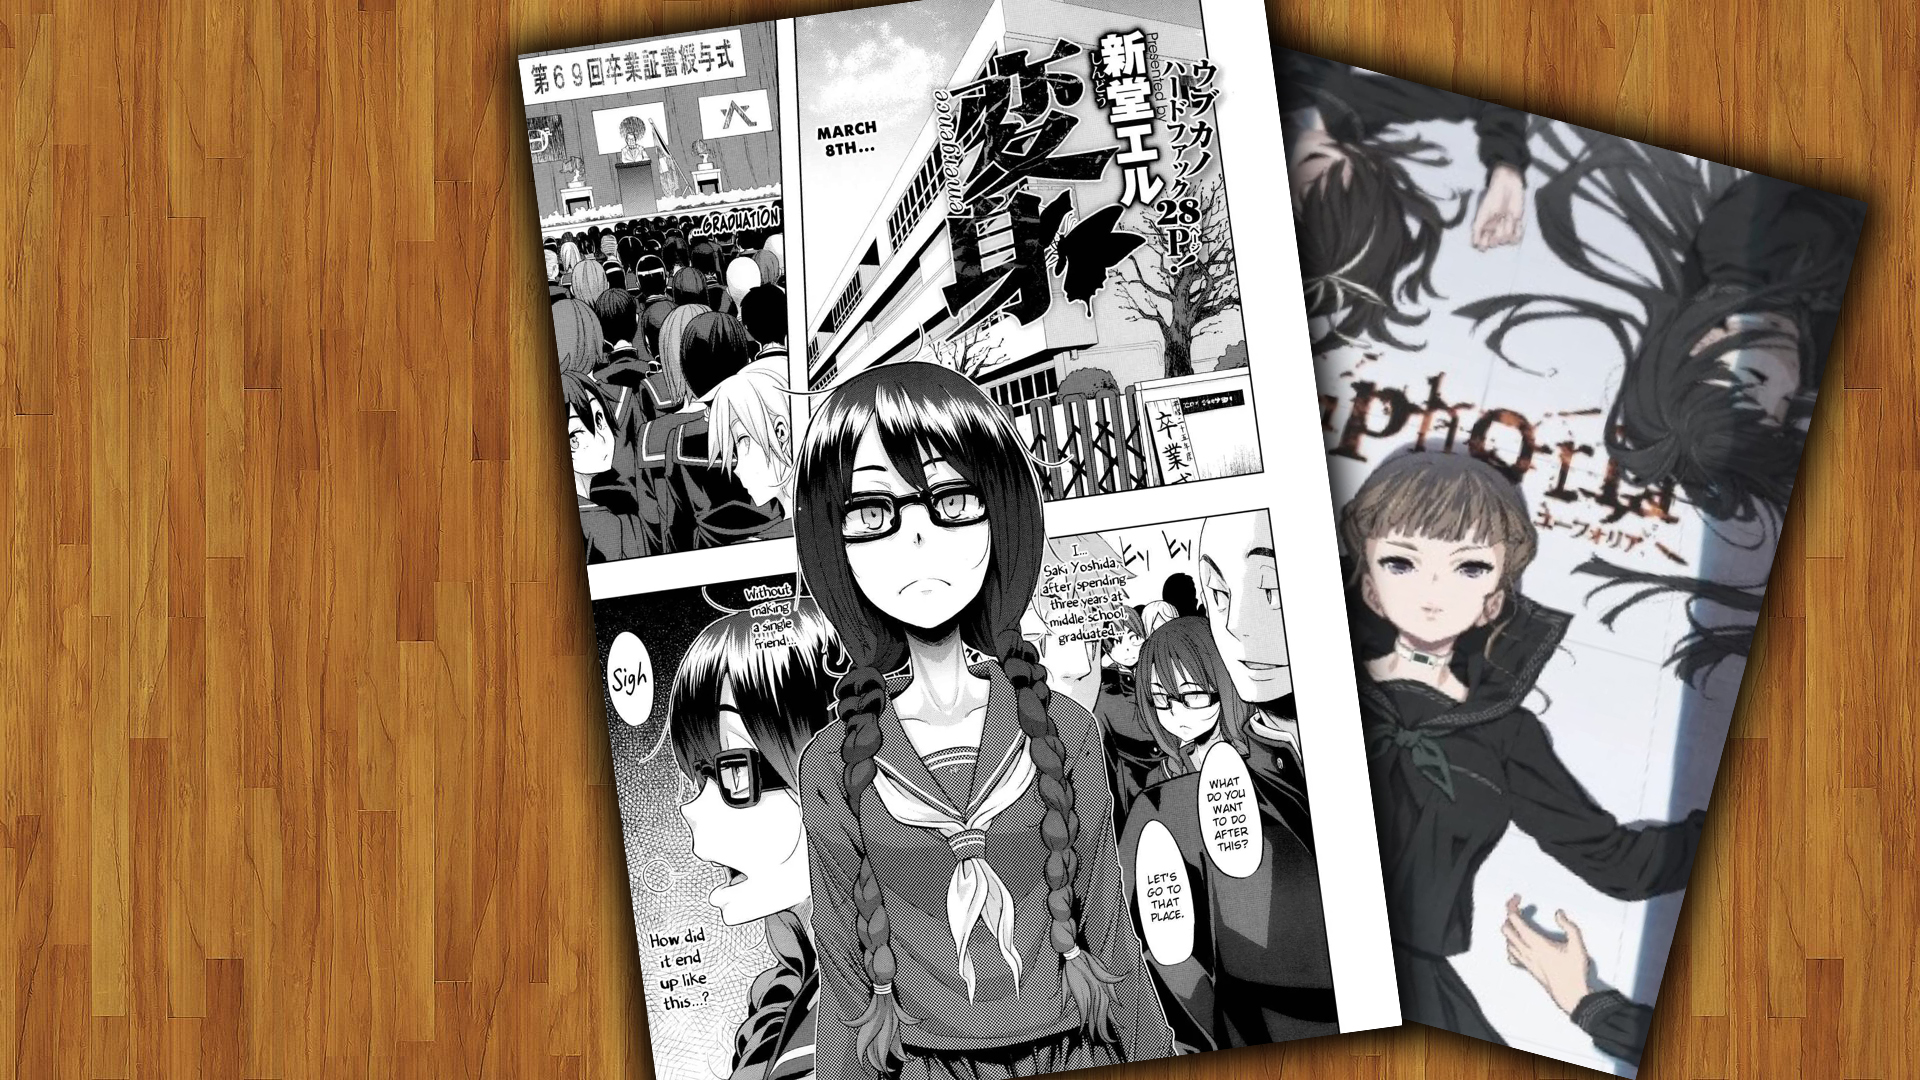 第69回卒業証書授与式
...GRADUATION
MARCH
8TH...
emergence
変身
Presented by
新堂エル
しんどう
ウブカノ
ハードファック28P!
ページ
卒業式
Without
making
a single
friend...
Sigh
How did
it end
up like
this...?
I...
Saki Yoshida,
after spending
three years at
middle school,
graduated...
ヒソ ヒソ
WHAT
DO YOU
WANT
TO DO
AFTER
THIS?
LET'S
GO TO
THAT
PLACE.
phoria
ユーフォリア